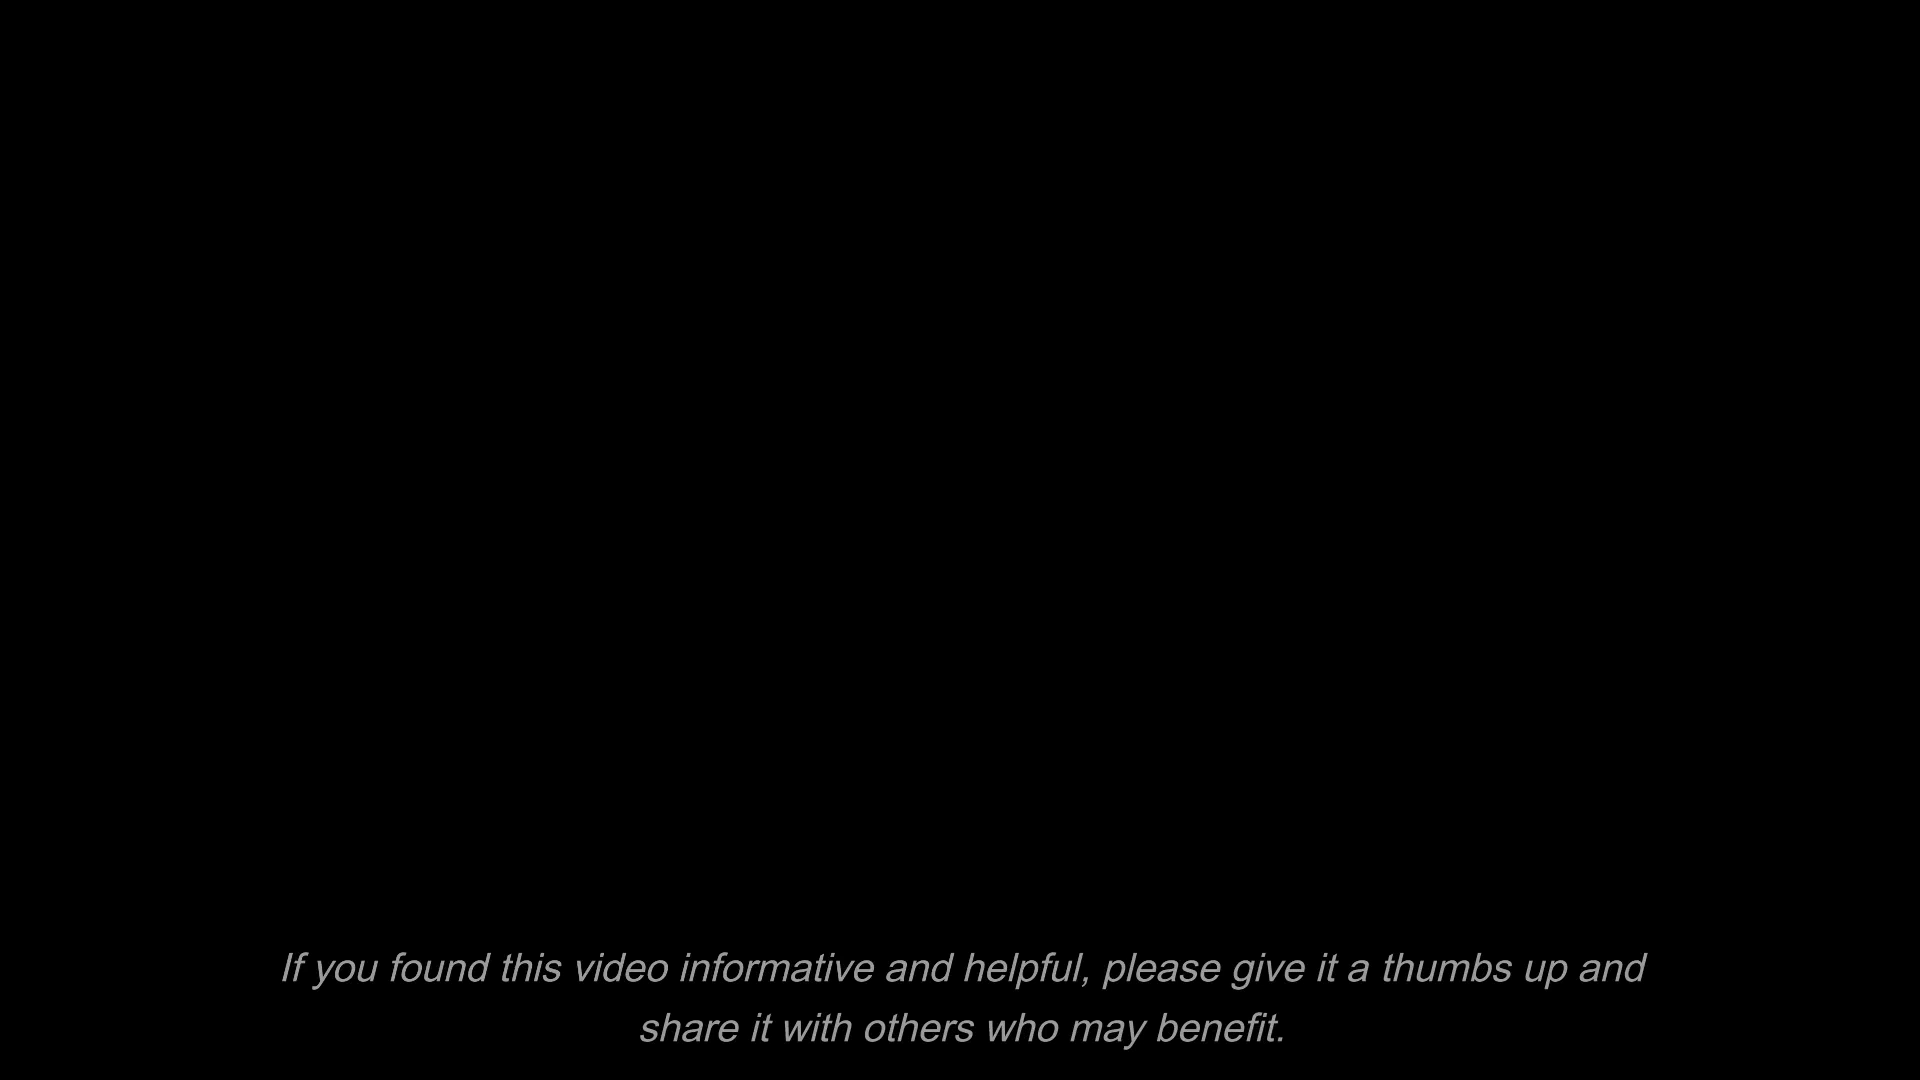 If you found this video informative and helpful, please give it a thumbs up and
share it with others who may benefit.